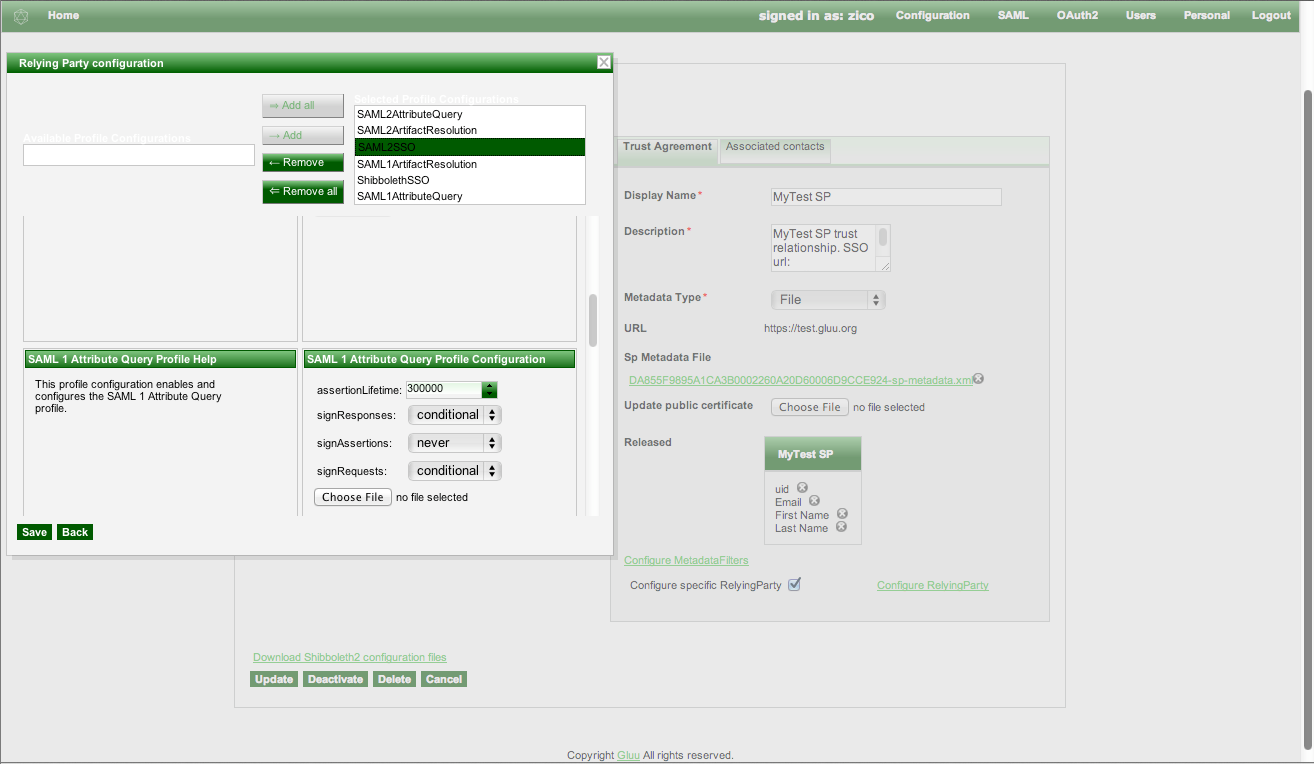 Home
signed in as: zico
Configuration
SAML
OAuth2
Users
Personal
Logout
Relying Party configuration
Available Profile Configurations
⇒ Add all
→ Add
← Remove
⇐ Remove all
Selected Profile Configurations
SAML2AttributeQuery
SAML2ArtifactResolution
SAML2SSO
SAML1ArtifactResolution
ShibbolethSSO
SAML1AttributeQuery
SAML 1 Attribute Query Profile Help
This profile configuration enables and
configures the SAML 1 Attribute Query
profile.
SAML 1 Attribute Query Profile Configuration
assertionLifetime: 300000
signResponses: conditional
signAssertions: never
signRequests: conditional
Choose File no file selected
Save Back
Trust Agreement
Associated contacts
Display Name* MyTest SP
Description*
MyTest SP trust
relationship. SSO
url:
Metadata Type* File
URL https://test.gluu.org
Sp Metadata File
DA855F9895A1CA3B0002260A20D60006D9CCE924-sp-metadata.xml
Update public certificate Choose File no file selected
Released
MyTest SP
uid
Email
First Name
Last Name
Configure MetadataFilters
Configure specific RelyingParty
Configure RelyingParty
Download Shibboleth2 configuration files
Update Deactivate Delete Cancel
Copyright Gluu All rights reserved.